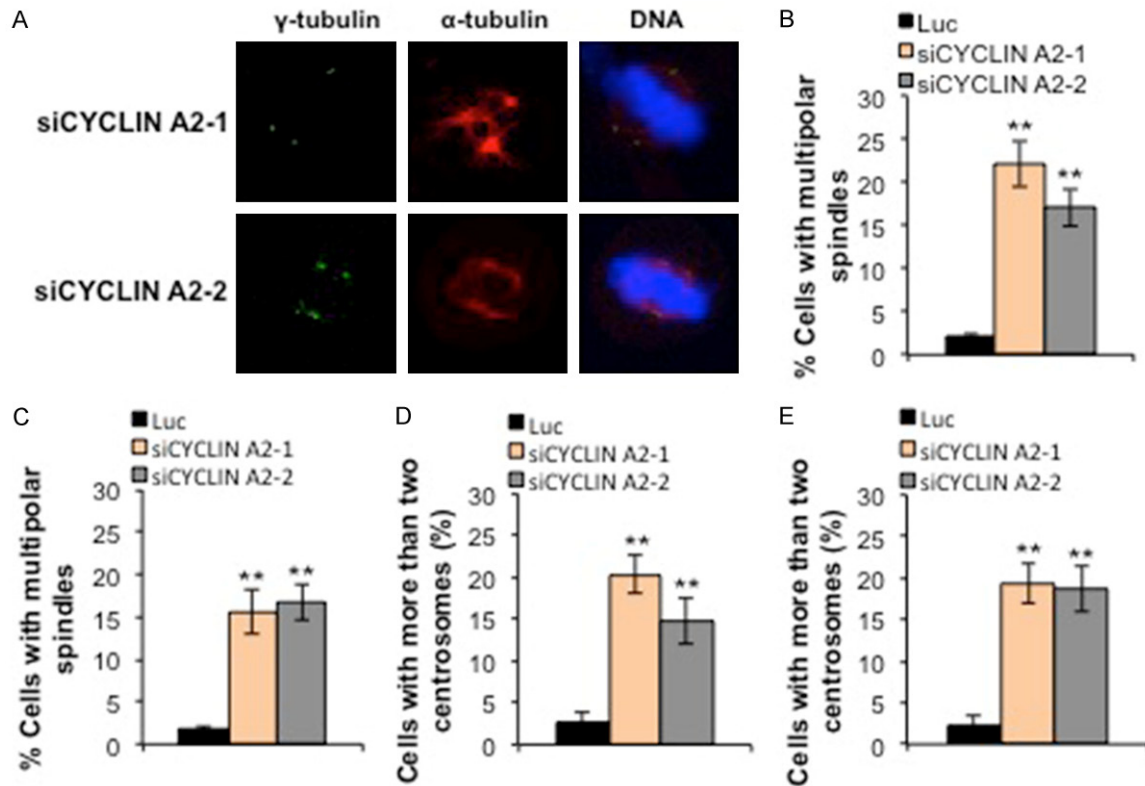 A
γ-tubulin
α-tubulin
DNA
siCYCLIN A2-1
siCYCLIN A2-2
B
Luc
siCYCLIN A2-1
siCYCLIN A2-2
% Cells with multipolar
spindles
30
25
20
15
10
5
0
**
**
C
Luc
siCYCLIN A2-1
siCYCLIN A2-2
% Cells with multipolar
spindles
30
25
20
15
10
5
0
**
**
D
Luc
siCYCLIN A2-1
siCYCLIN A2-2
Cells with more than two
centrosomes (%)
30
25
20
15
10
5
0
**
**
E
Luc
siCYCLIN A2-1
siCYCLIN A2-2
Cells with more than two
centrosomes (%)
30
25
20
15
10
5
0
**
**